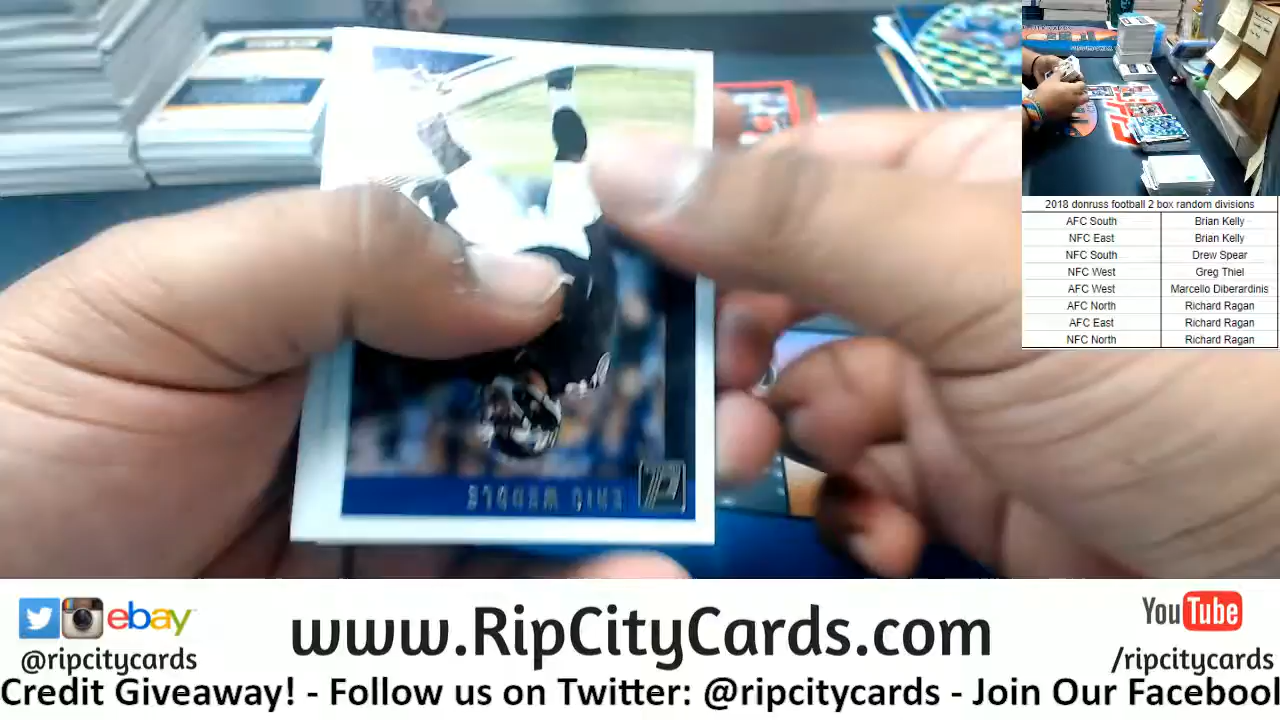 2018 donruss football 2 box random divisions
AFC South Brian Kelly
NFC East Brian Kelly
NFC South Drew Spear
NFC West Greg Thiel
AFC West Marcello Diberardinis
AFC North Richard Ragan
AFC East Richard Ragan
NFC North Richard Ragan
ERIC WEDDLE
ebay
@ripcitycards
www.RipCityCards.com
YouTube
/ripcitycards
Credit Giveaway! - Follow us on Twitter: @ripcitycards - Join Our Facebool